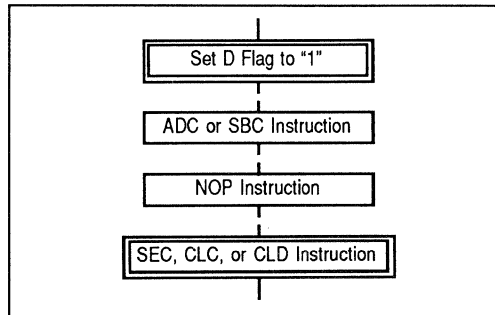 Set D Flag to “1”
ADC or SBC Instruction
NOP Instruction
SEC, CLC, or CLD Instruction